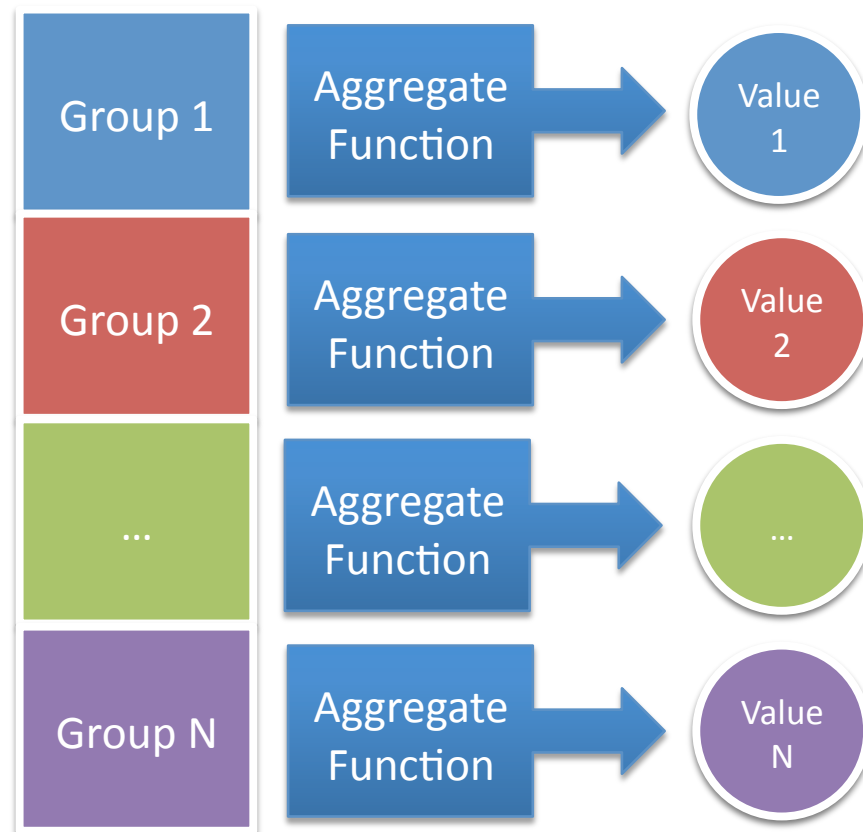 Group 1
Aggregate
Function
Value
1
Group 2
Aggregate
Function
Value
2
...
Aggregate
Function
...
Group N
Aggregate
Function
Value
N